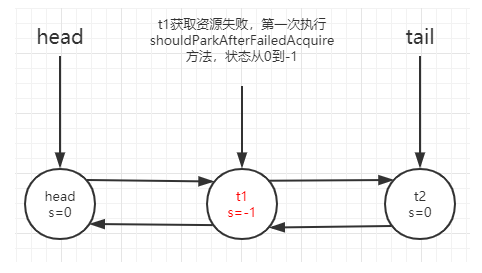 head
t1获取资源失败，第一次执行
shouldParkAfterFailedAcquire
方法，状态从0到-1
tail
head
s=0
t1
s=-1
t2
s=0